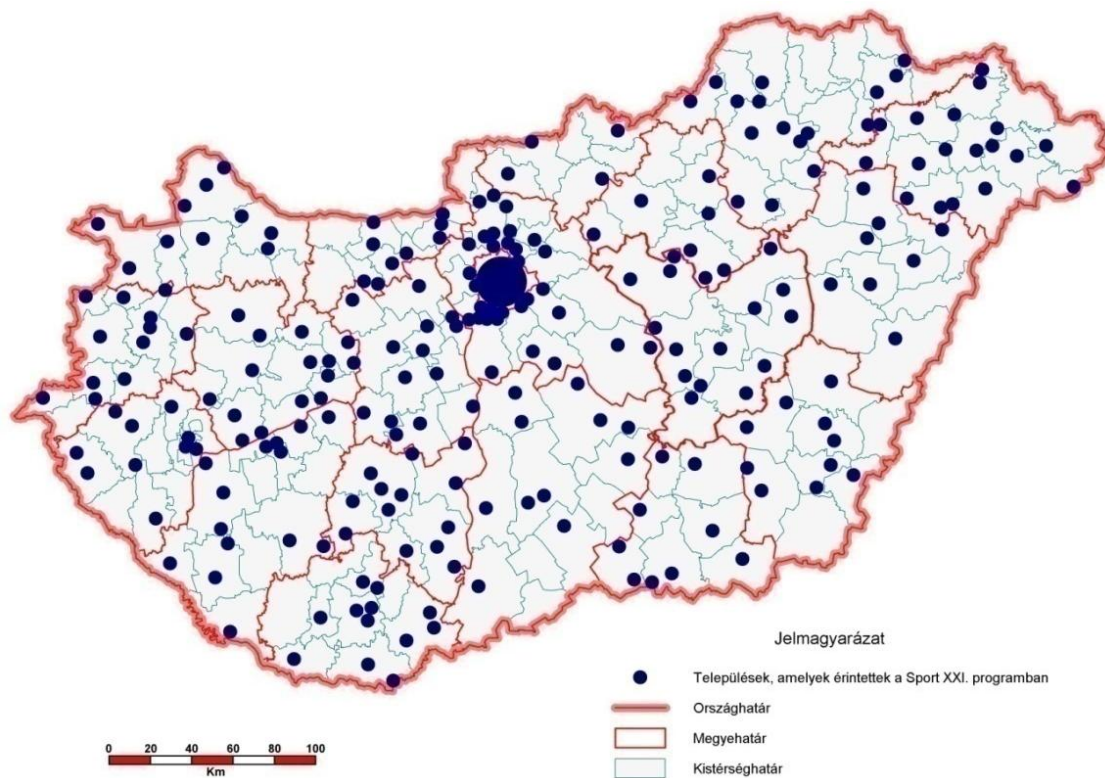 Jelmagyarázat
Települések, amelyek érintettek a Sport XXI. programban
Országhatár
Megyehatár
Kistérséghatár
0 20 40 60 80 100
Km